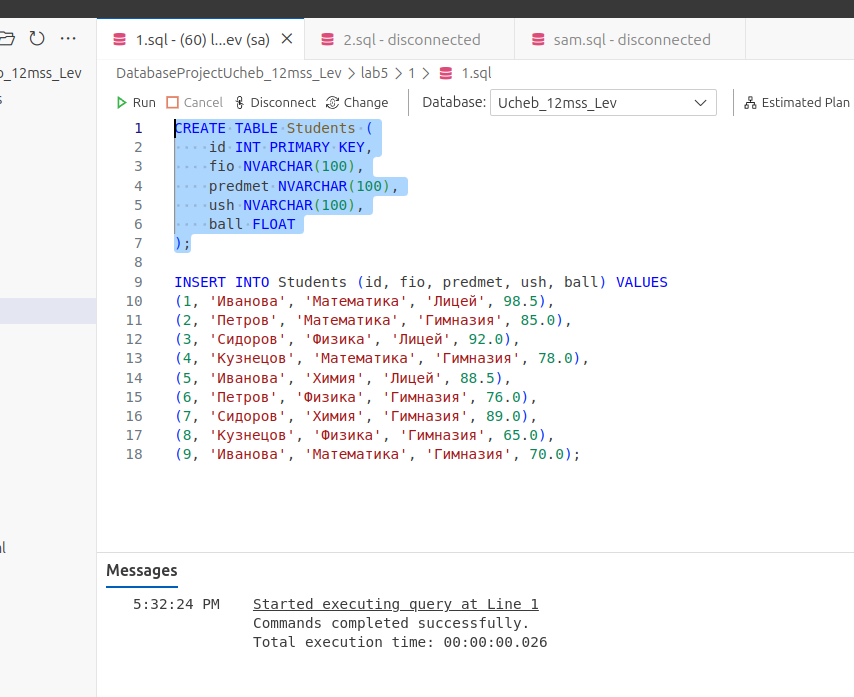 1.sql - (60) l...ev (sa)
2.sql - disconnected
sam.sql - disconnected
b_12mss_Lev
DatabaseProjectUcheb_12mss_Lev > lab5 > 1 > 1.sql
Run Cancel Disconnect Change Database: Ucheb_12mss_Lev Estimated Plan
1 CREATE TABLE Students (
2 id INT PRIMARY KEY,
3 fio NVARCHAR(100),
4 predmet NVARCHAR(100),
5 ush NVARCHAR(100),
6 ball FLOAT
7 );
8
9 INSERT INTO Students (id, fio, predmet, ush, ball) VALUES
10 (1, 'Иванова', 'Математика', 'Лицей', 98.5),
11 (2, 'Петров', 'Математика', 'Гимназия', 85.0),
12 (3, 'Сидоров', 'Физика', 'Лицей', 92.0),
13 (4, 'Кузнецов', 'Математика', 'Гимназия', 78.0),
14 (5, 'Иванова', 'Химия', 'Лицей', 88.5),
15 (6, 'Петров', 'Физика', 'Гимназия', 76.0),
16 (7, 'Сидоров', 'Химия', 'Гимназия', 89.0),
17 (8, 'Кузнецов', 'Физика', 'Гимназия', 65.0),
18 (9, 'Иванова', 'Математика', 'Гимназия', 70.0);
Messages
5:32:24 PM Started executing query at Line 1
Commands completed successfully.
Total execution time: 00:00:00.026